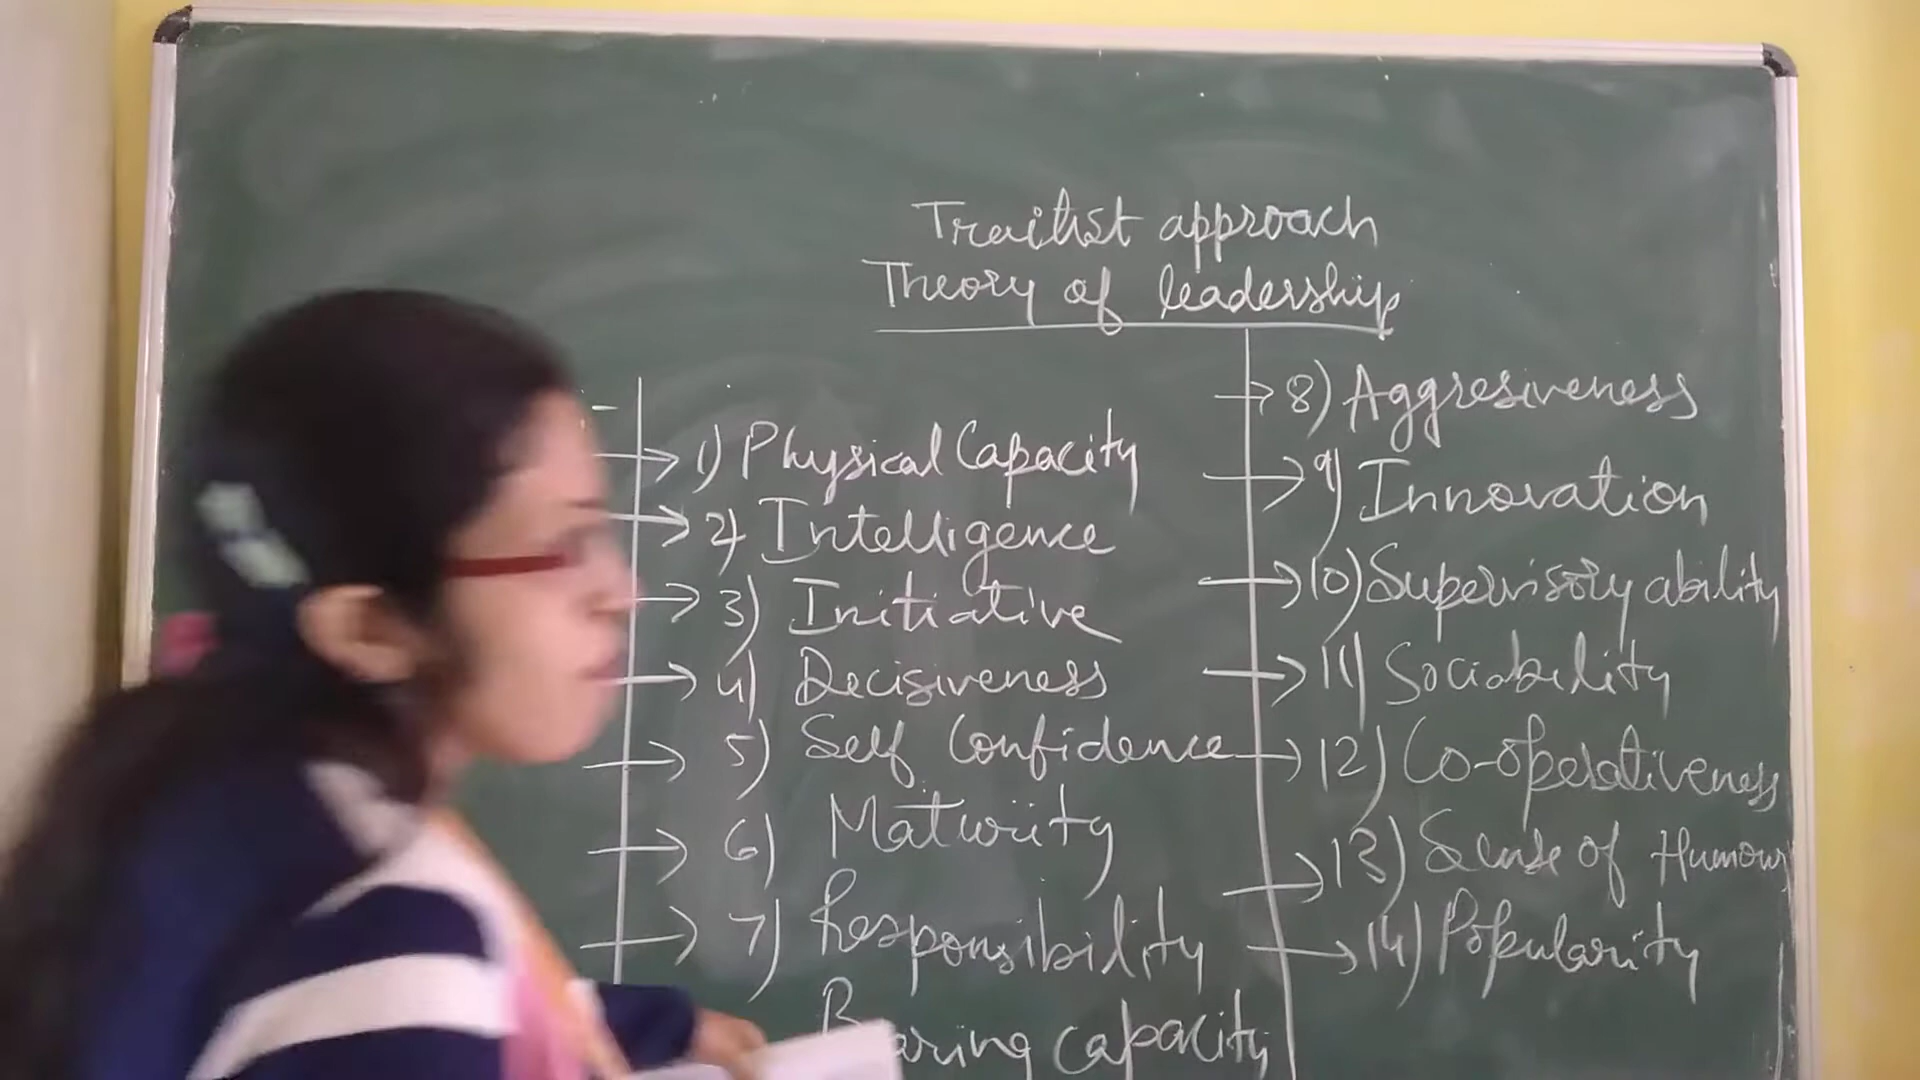 Traitist approach
Theory of leadership
1) Physical Capacity
2) Intelligence
3) Initiative
4) Decisiveness
5) Self Confidence
6) Maturity
7) Responsibility
aring capacity
8) Aggresiveness
9) Innovation
10) Supervisory ability
11) Sociability
12) Co-operativeness
13) Sense of Humour
14) Popularity